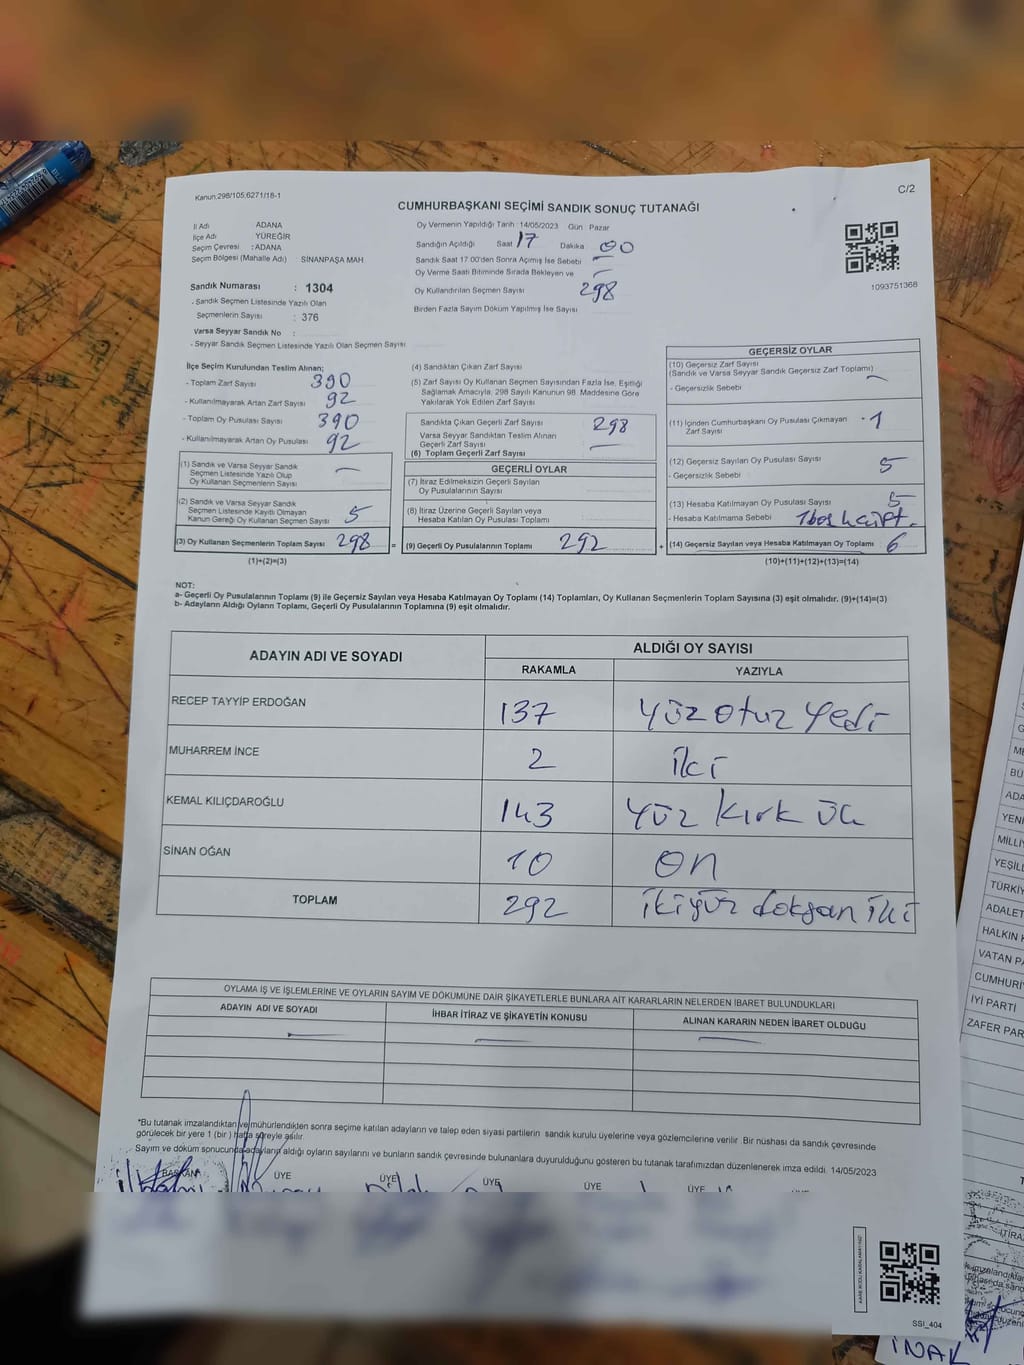 Kanun:298/105;6271/18-1
C/2
CUMHURBAŞKANI SEÇİMİ SANDIK SONUÇ TUTANAĞI
İl Adı ADANA
İlçe Adı YÜREĞİR
Seçim Çevresi : ADANA
Seçim Bölgesi (Mahalle Adı) : SİNANPAŞA MAH.
Sandık Numarası : 1304
- Sandık Seçmen Listesinde Yazılı Olan
Seçmenlerin Sayısı : 376
Varsa Seyyar Sandık No :
- Seyyar Sandık Seçmen Listesinde Yazılı Olan Seçmen Sayısı
Oy Vermenin Yapıldığı Tarih :14/05/2023 Gün : Pazar
Sandığın Açıldığı Saat 17 Dakika 00
Sandık Saat 17.00'den Sonra Açımış İse Sebebi
Oy Verme Saati Bitiminde Sırada Bekleyen ve
Oy Kullandırılan Seçmen Sayısı 298
Birden Fazla Sayım Döküm Yapılmış İse Sayısı
1093751368
İlçe Seçim Kurulundan Teslim Alınan;
- Toplam Zarf Sayısı 390
- Kullanılmayarak Artan Zarf Sayısı 92
- Toplam Oy Pusulası Sayısı 390
- Kullanılmayarak Artan Oy Pusulası 92
(1) Sandık ve Varsa Seyyar Sandık
Seçmen Listesinde Yazılı Olup
Oy Kullanan Seçmenlerin Sayısı
(2) Sandık ve Varsa Seyyar Sandık
Seçmen Listesinde Kayıtlı Olmayan
Kanun Gereği Oy Kullanan Seçmen Sayısı 5
(3) Oy Kullanan Seçmenlerin Toplam Sayısı 298 =
(1)+(2)=(3)
(4) Sandıktan Çıkan Zarf Sayısı
(5) Zarf Sayısı Oy Kullanan Seçmen Sayısından Fazla İse, Eşitliği
Sağlamak Amacıyla, 298 Sayılı Kanunun 98. Maddesine Göre
Yakılarak Yok Edilen Zarf Sayısı
Sandıkta Çıkan Geçerli Zarf Sayısı 298
Varsa Seyyar Sandıktan Teslim Alınan
Geçerli Zarf Sayısı
(6) Toplam Geçerli Zarf Sayısı
GEÇERLİ OYLAR
(7) İtiraz Edilmeksizin Geçerli Sayılan
Oy Pusulalarının Sayısı
(8) İtiraz Üzerine Geçerli Sayılan veya
Hesaba Katılan Oy Pusulası Toplamı
(9) Geçerli Oy Pusulalarının Toplamı 292 +
GEÇERSİZ OYLAR
(10) Geçersiz Zarf Sayısı
(Sandık ve Varsa Seyyar Sandık Geçersiz Zarf Toplamı)
- Geçersizlik Sebebi
(11) İçinden Cumhurbaşkanı Oy Pusulası Çıkmayan 1
Zarf Sayısı
(12) Geçersiz Sayılan Oy Pusulası Sayısı 5
- Geçersizlik Sebebi
(13) Hesaba Katılmayan Oy Pusulası Sayısı 5
- Hesaba Katılmama Sebebi
(14) Geçersiz Sayılan veya Hesaba Katılmayan Oy Toplamı 6
(10)+(11)+(12)+(13)=(14)
NOT:
a- Geçerli Oy Pusulalarının Toplamı (9) ile Geçersiz Sayılan veya Hesaba Katılmayan Oy Toplamı (14) Toplamları, Oy Kullanan Seçmenlerin Toplam Sayısına (3) eşit olmalıdır. (9)+(14)=(3)
b- Adayların Aldığı Oyların Toplamı, Geçerli Oy Pusulalarının Toplamına (9) eşit olmalıdır.
ADAYIN ADI VE SOYADI
ALDIĞI OY SAYISI
RAKAMLA YAZIYLA
RECEP TAYYİP ERDOĞAN 137 Yüz otuz yedi
MUHARREM İNCE 2 iki
KEMAL KILIÇDAROĞLU 143 Yüz kırk üç
SİNAN OĞAN 10 on
TOPLAM 292 ikiyüz doksan iki
OYLAMA İŞ VE İŞLEMLERİNE VE OYLARIN SAYIM VE DÖKÜMÜNE DAİR ŞİKAYETLERLE BUNLARA AİT KARARLARIN NELERDEN İBARET BULUNDUKLARI
ADAYIN ADI VE SOYADI İHBAR İTİRAZ VE ŞİKAYETİN KONUSU ALINAN KARARIN NEDEN İBARET OLDUĞU
*Bu tutanak imzalandıktan ve mühürlendikten sonra seçime katılan adayların ve talep eden siyasi partilerin sandık kurulu üyelerine veya gözlemcilerine verilir. Bir nüshası da sandık çevresinde
görülecek bir yere 1 (bir) hafta süreyle asılır.
Sayım ve döküm sonucunda adayların aldığı oyların sayılarını ve bunların sandık çevresinde bulunanlara duyurulduğunu gösteren bu tutanak tarafımızdan düzenlenerek imza edildi. 14/05/2023
BAŞKAN ÜYE ÜYE ÜYE ÜYE ÜYE
SSI_404
YENİ
MİLLİ
YEŞİL
TÜRKİY
ADALET
HALKIN
VATAN PA
CUMHURİ
İYİ PARTİ
ZAFER PAR